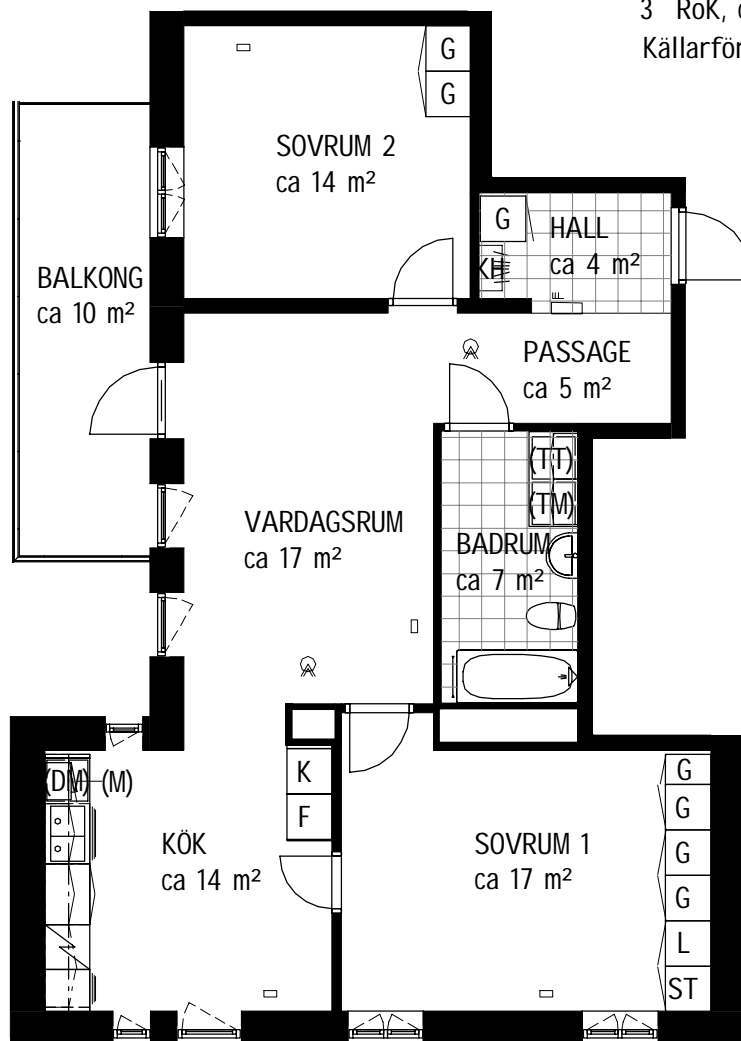 3 RoK,
Källarför
G
G
SOVRUM 2
ca 14 m²
G
HALL
ca 4 m²
KH
BALKONG
ca 10 m²
PASSAGE
ca 5 m²
(TT)
(TM)
VARDAGSRUM
ca 17 m²
BADRUM
ca 7 m²
K
F
(DM)
(M)
KÖK
ca 14 m²
SOVRUM 1
ca 17 m²
G
G
G
G
L
ST